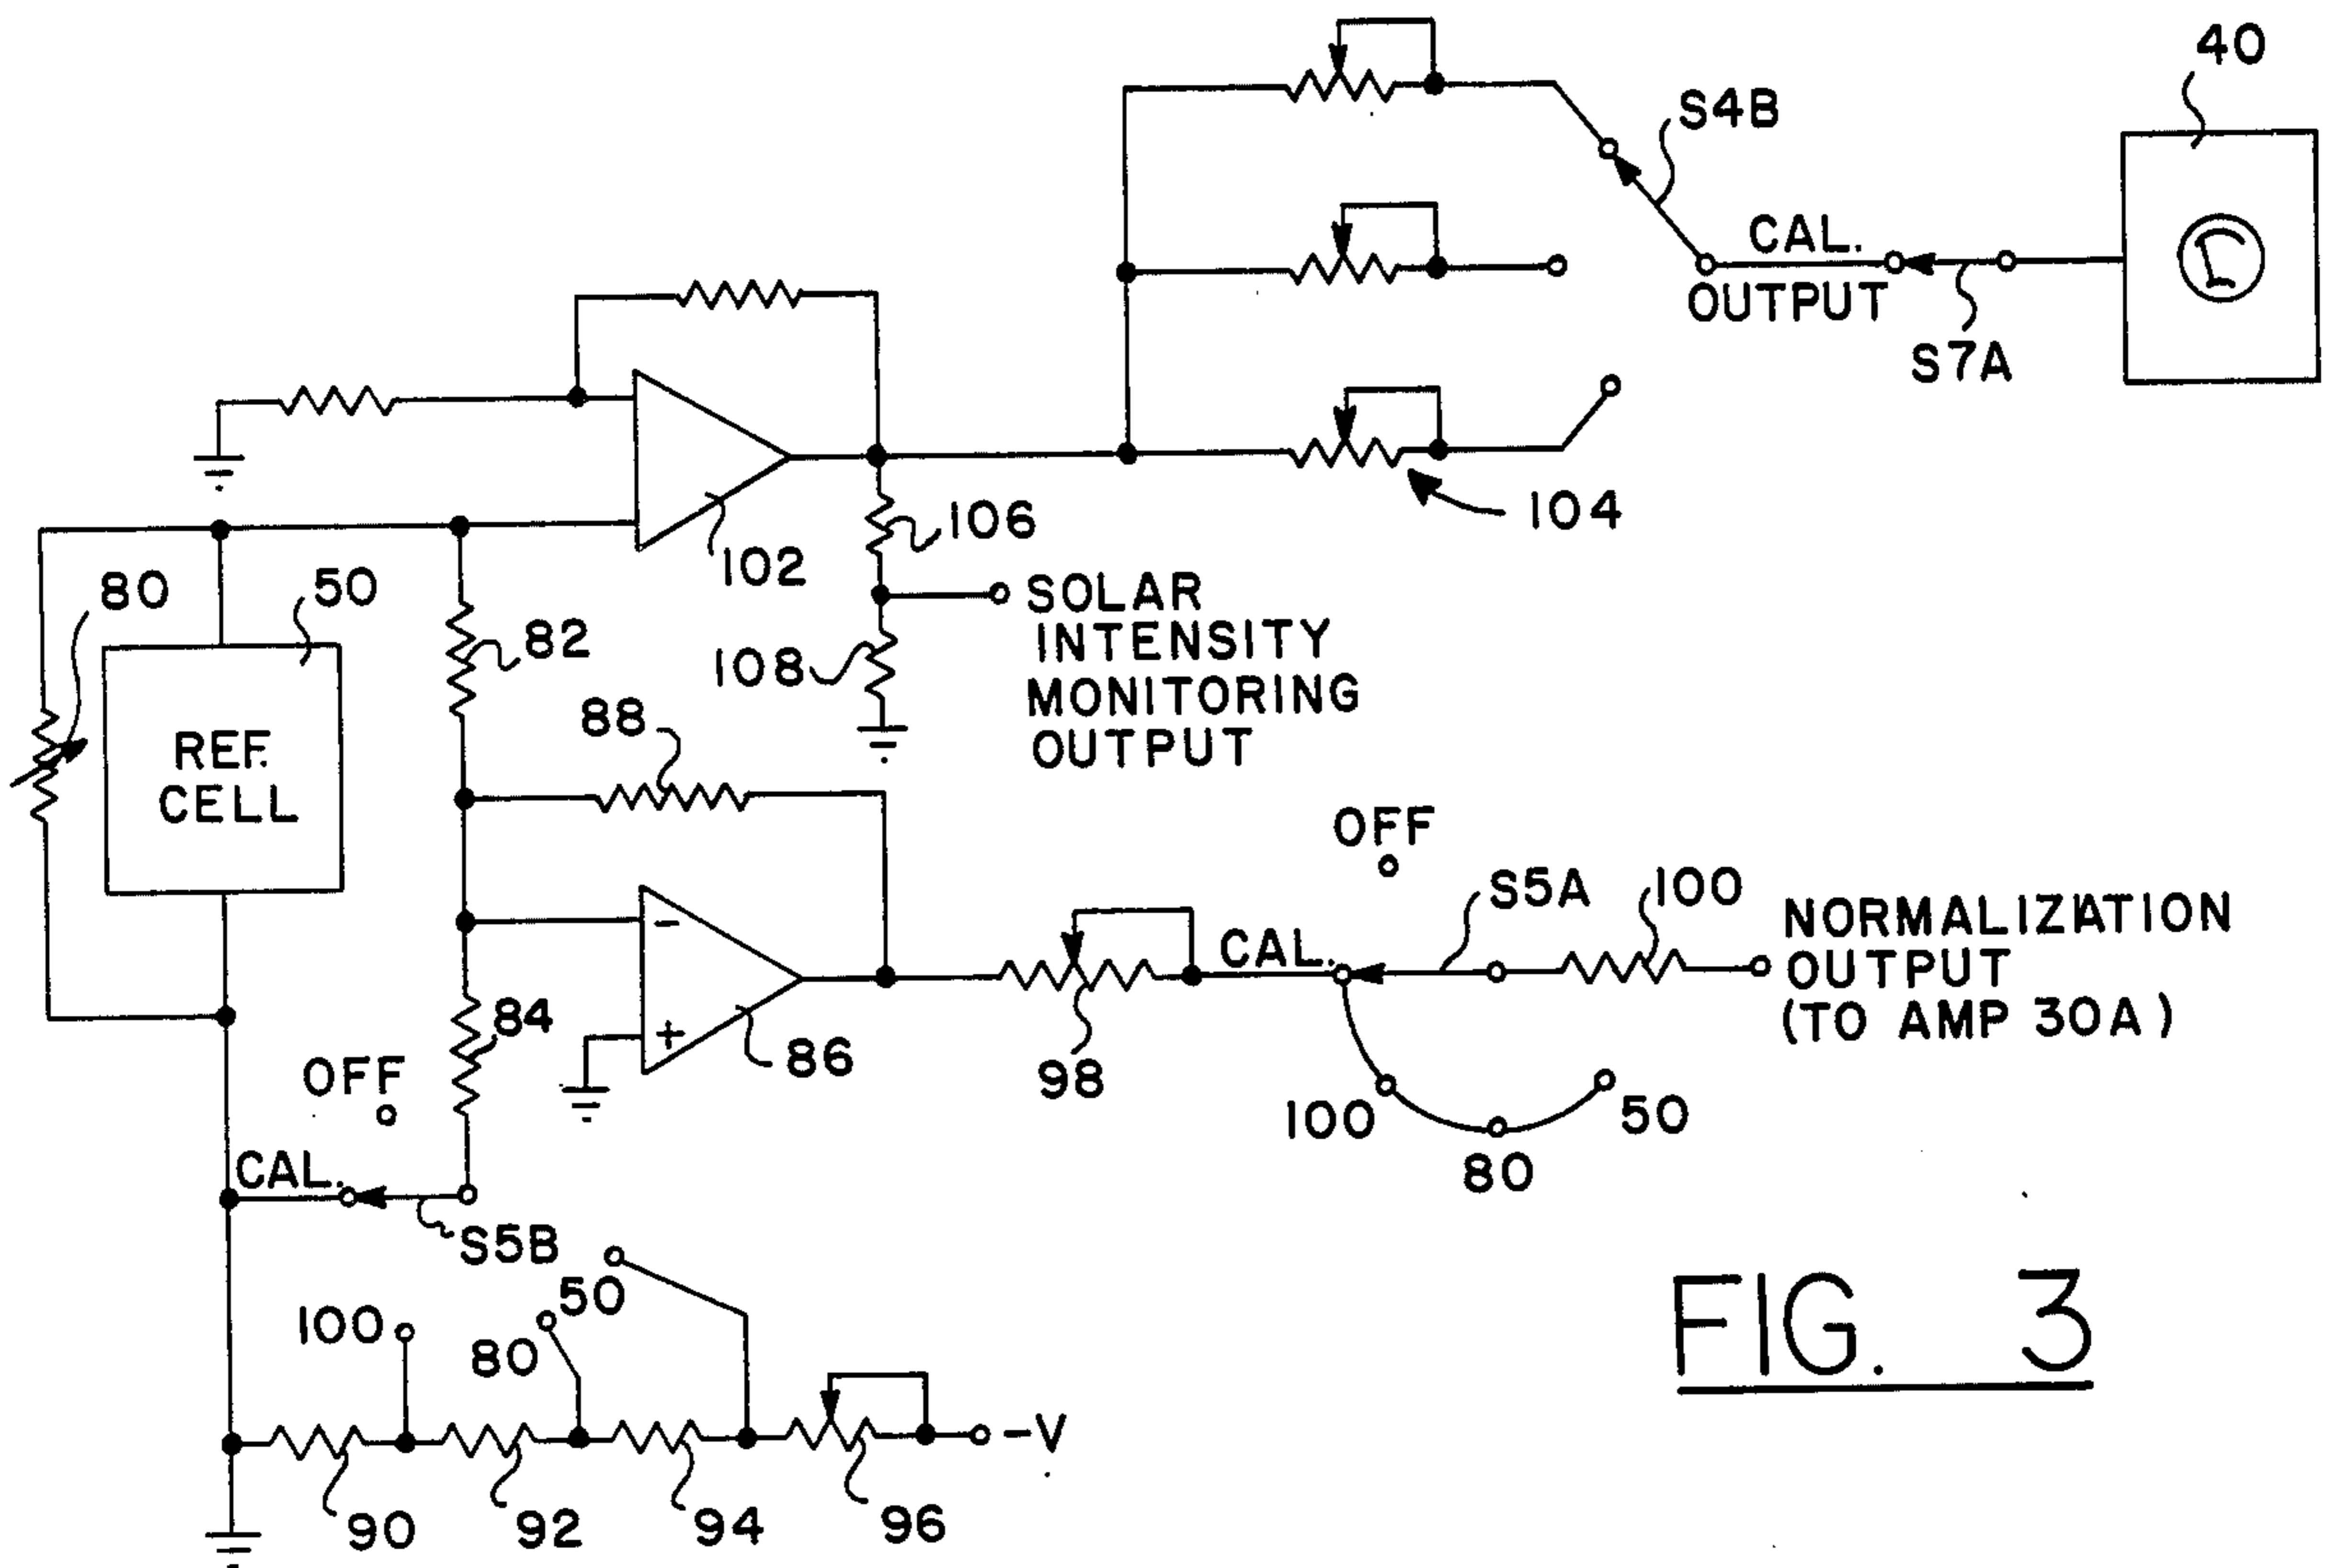 40
S4B
CAL.
OUTPUT
S7A
104
106
102
80
50
SOLAR
INTENSITY
MONITORING
OUTPUT
82
108
88
REF.
CELL
OFF
S5A
100
NORMALIZATION
OUTPUT
(TO AMP 30A)
CAL.
-
+
84
86
98
OFF
100
80
50
CAL.
S5B
50
100
80
-V
90
92
94
96
FIG. 3